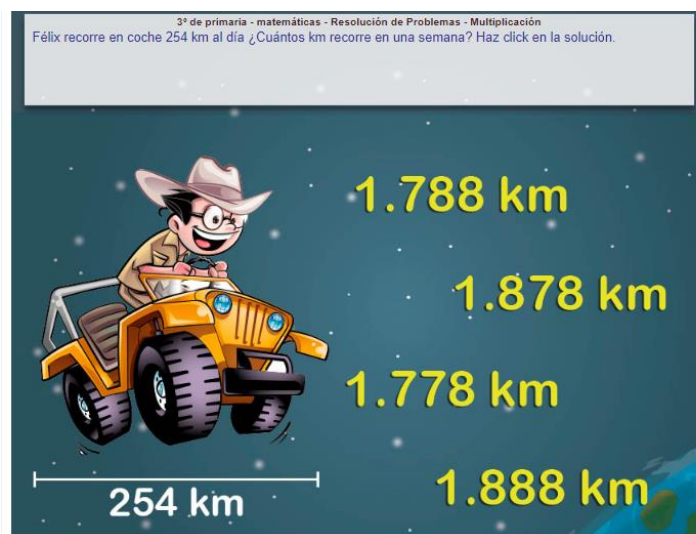 3º de primaria - matemáticas - Resolución de Problemas - Multiplicación
Félix recorre en coche 254 km al día ¿Cuántos km recorre en una semana? Haz click en la solución.
1.788 km
1.878 km
1.778 km
1.888 km
254 km